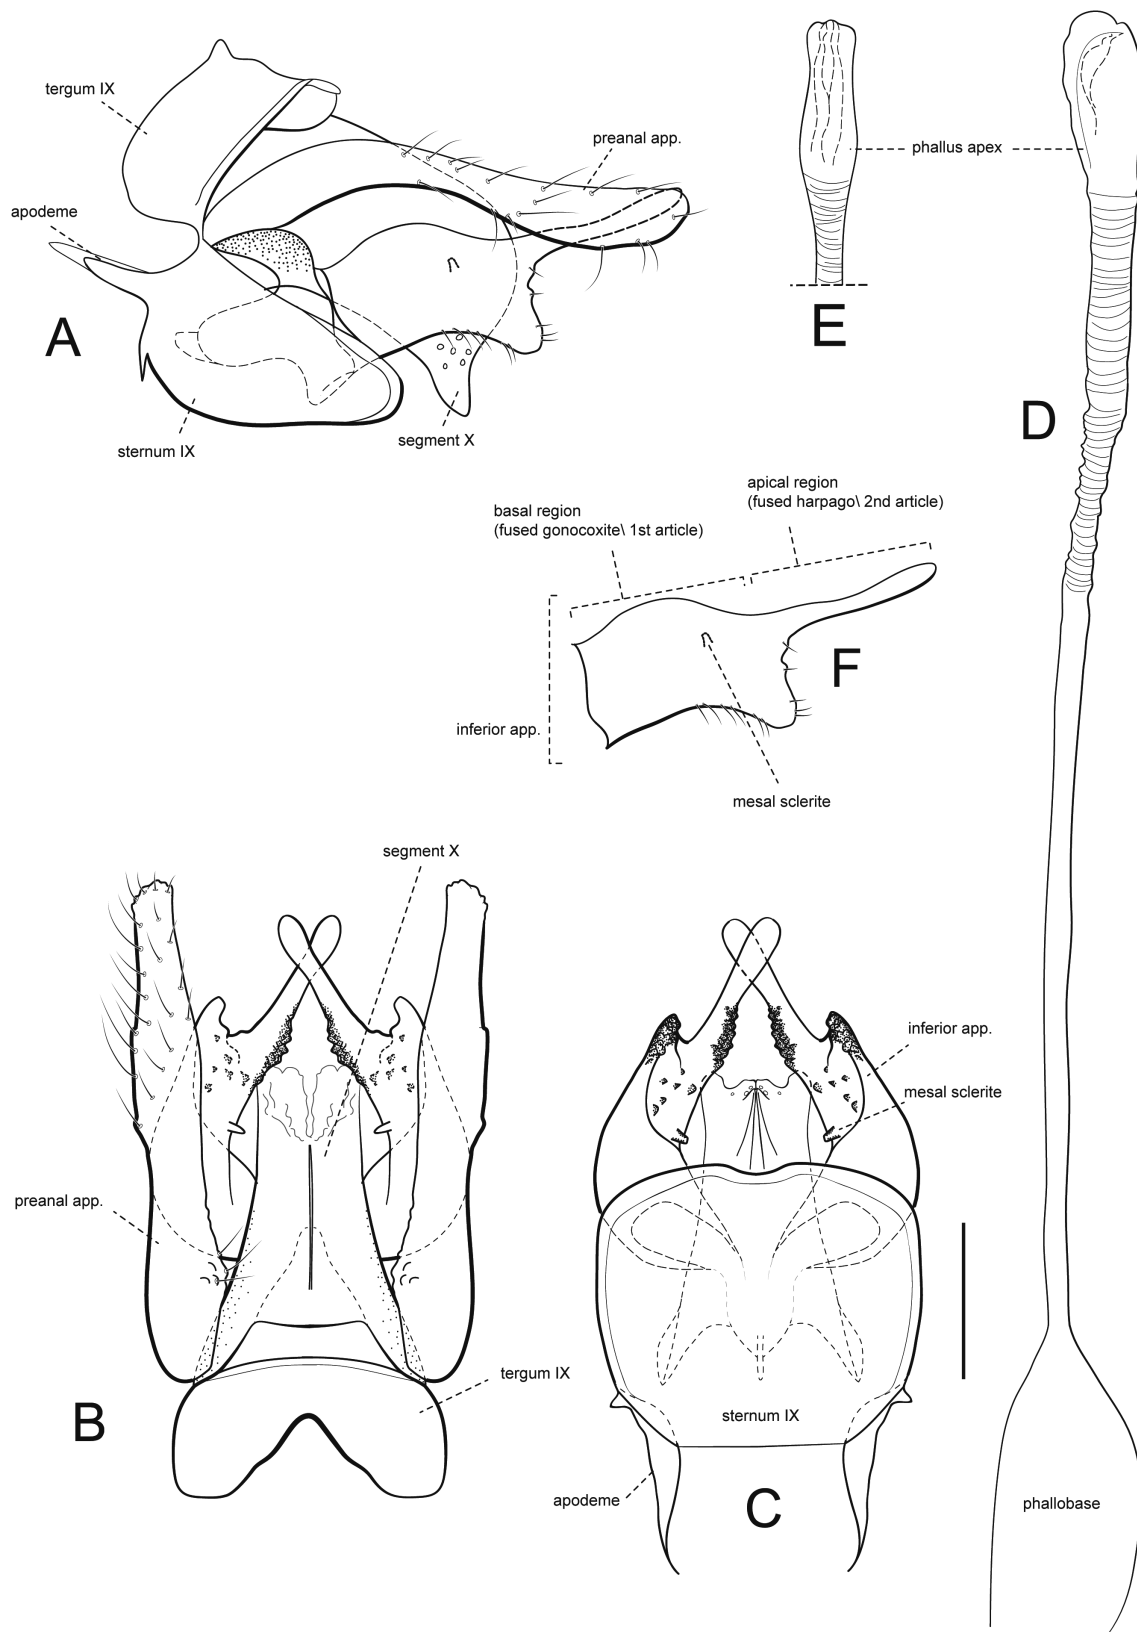 tergum IX
preanal app.
apodeme
A
sternum IX
segment X
phallus apex
E
D
apical region
(fused harpago\ 2nd article)
basal region
(fused gonocoxite\ 1st article)
F
inferior app.
mesal sclerite
segment X
preanal app.
tergum IX
B
inferior app.
mesal sclerite
sternum IX
apodeme
C
phallobase